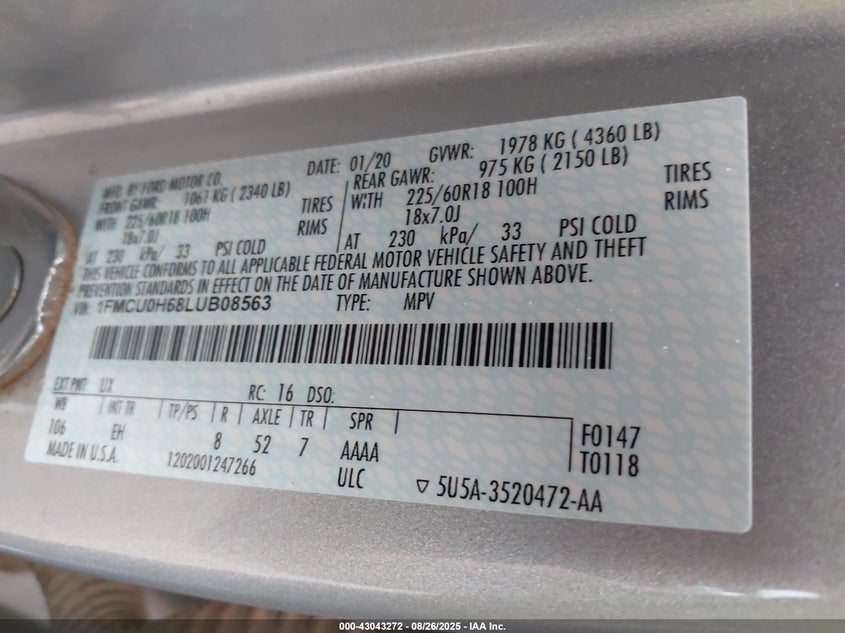 MFD. BY FORD MOTOR CO.
DATE: 01/20 GVWR: 1978 KG ( 4360 LB)
FRONT GAWR: 1061 KG ( 2340 LB) REAR GAWR: 975 KG ( 2150 LB)
WITH 225/60R18 100H TIRES WITH 225/60R18 100H TIRES
18x7.0J RIMS 18x7.0J RIMS
AT 230 kPa/ 33 PSI COLD AT 230 kPa/ 33 PSI COLD
THIS VEHICLE CONFORMS TO ALL APPLICABLE FEDERAL MOTOR VEHICLE SAFETY AND THEFT
PREVENTION STANDARDS IN EFFECT ON THE DATE OF MANUFACTURE SHOWN ABOVE.
VIN: 1FMCU0H68LUB08563 TYPE: MPV
EXT PNT: UX RC: 16 DSO:
WB INT TR TP/PS R AXLE TR SPR
106 EH 8 52 7 AAAA F0147
MADE IN U.S.A. 1202001247266 ULC T0118
▽ 5U5A-3520472-AA
000-43043272 - 08/26/2025 - IAA Inc.